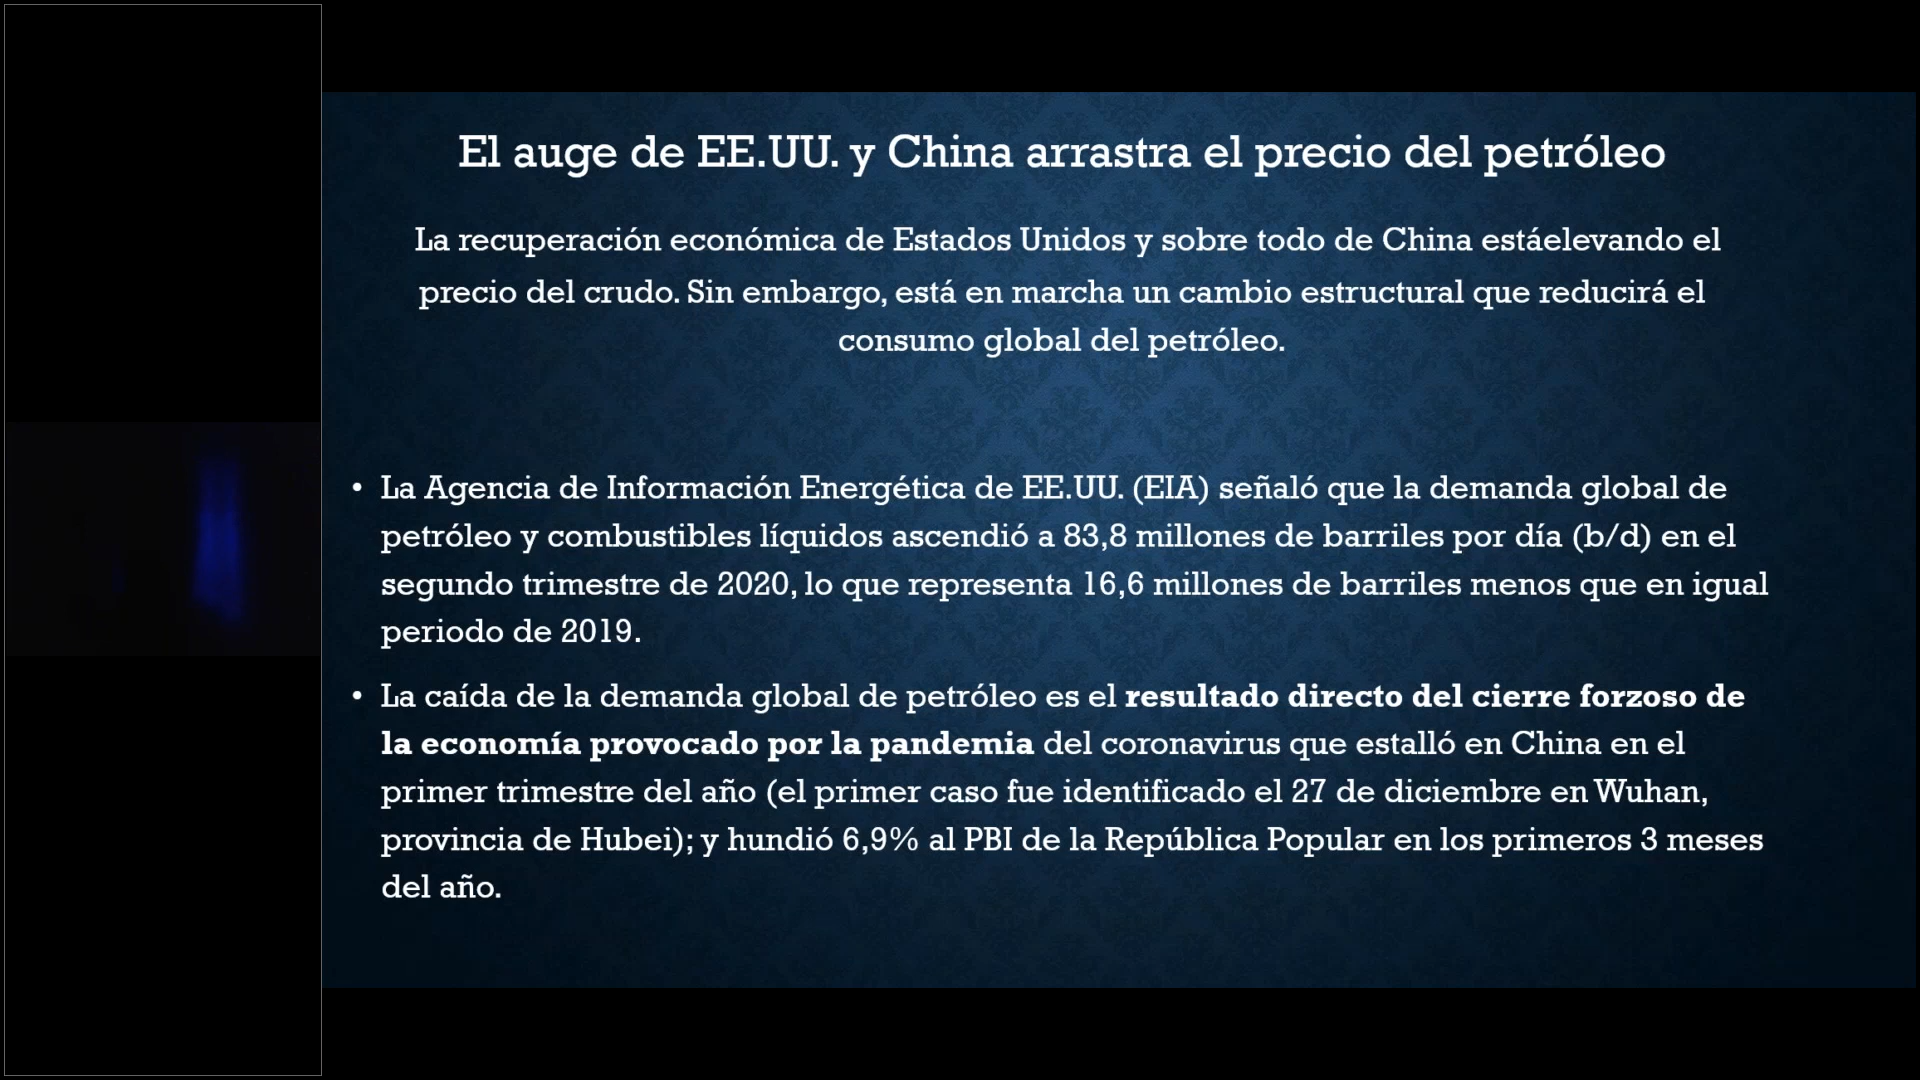 El auge de EE.UU. y China arrastra el precio del petróleo
La recuperación económica de Estados Unidos y sobre todo de China estáelevando el
precio del crudo. Sin embargo, está en marcha un cambio estructural que reducirá el
consumo global del petróleo.
• La Agencia de Información Energética de EE.UU. (EIA) señaló que la demanda global de
petróleo y combustibles líquidos ascendió a 83,8 millones de barriles por día (b/d) en el
segundo trimestre de 2020, lo que representa 16,6 millones de barriles menos que en igual
periodo de 2019.
• La caída de la demanda global de petróleo es el resultado directo del cierre forzoso de
la economía provocado por la pandemia del coronavirus que estalló en China en el
primer trimestre del año (el primer caso fue identificado el 27 de diciembre en Wuhan,
provincia de Hubei); y hundió 6,9% al PBI de la República Popular en los primeros 3 meses
del año.